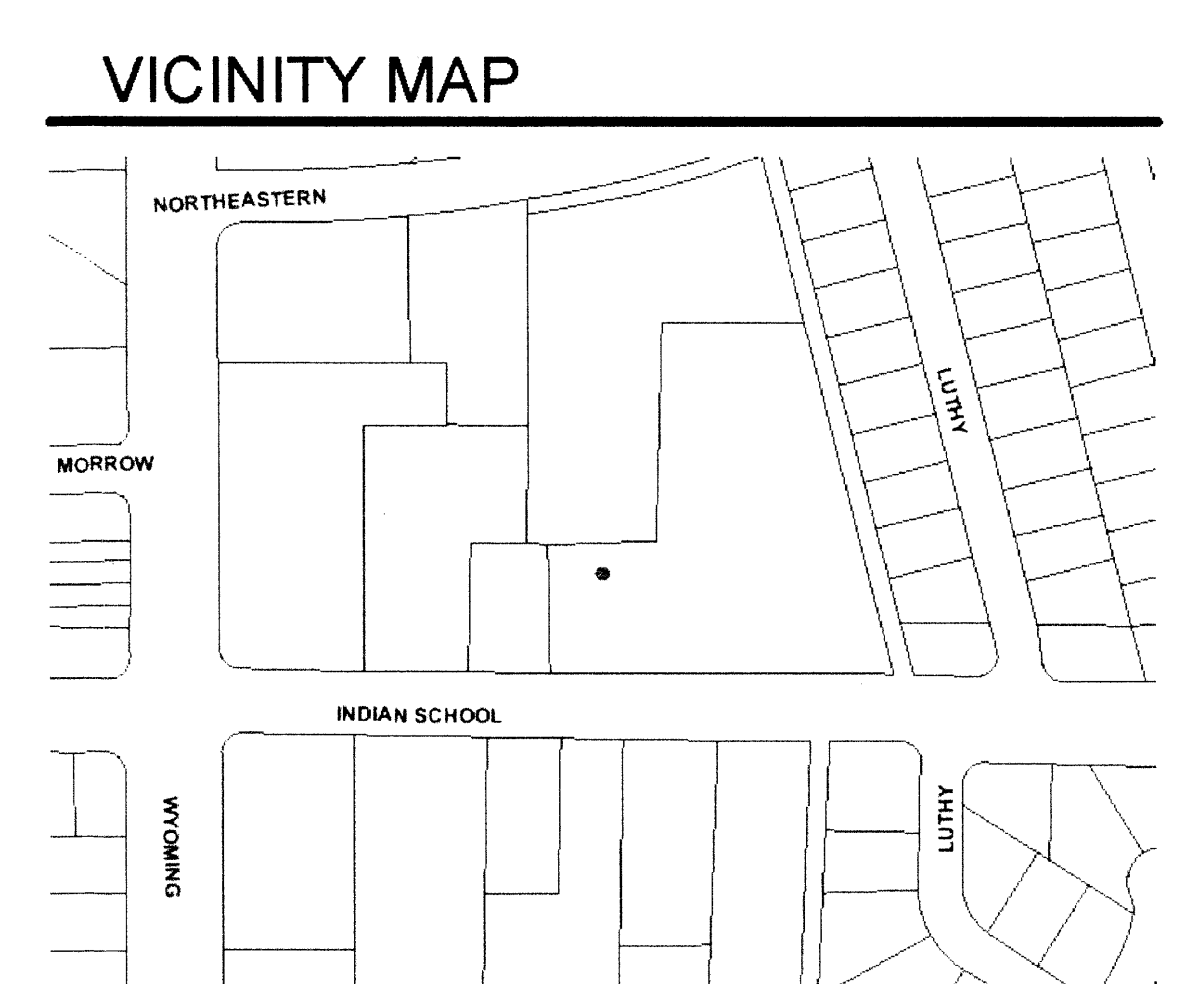 VICINITY MAP
NORTHEASTERN
LUTHY
MORROW
INDIAN SCHOOL
WYOMING
LUTHY